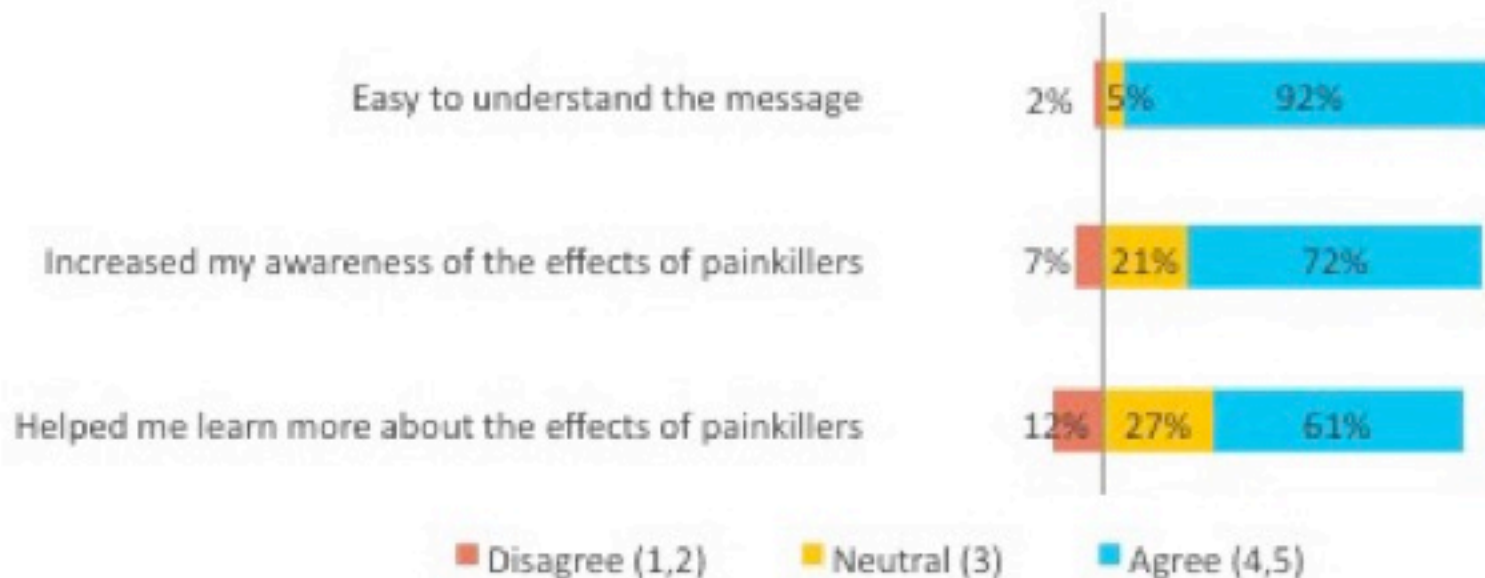 Easy to understand the message 2% 5% 92%
Increased my awareness of the effects of painkillers 7% 21% 72%
Helped me learn more about the effects of painkillers 12% 27% 61%
Disagree (1,2) Neutral (3) Agree (4,5)